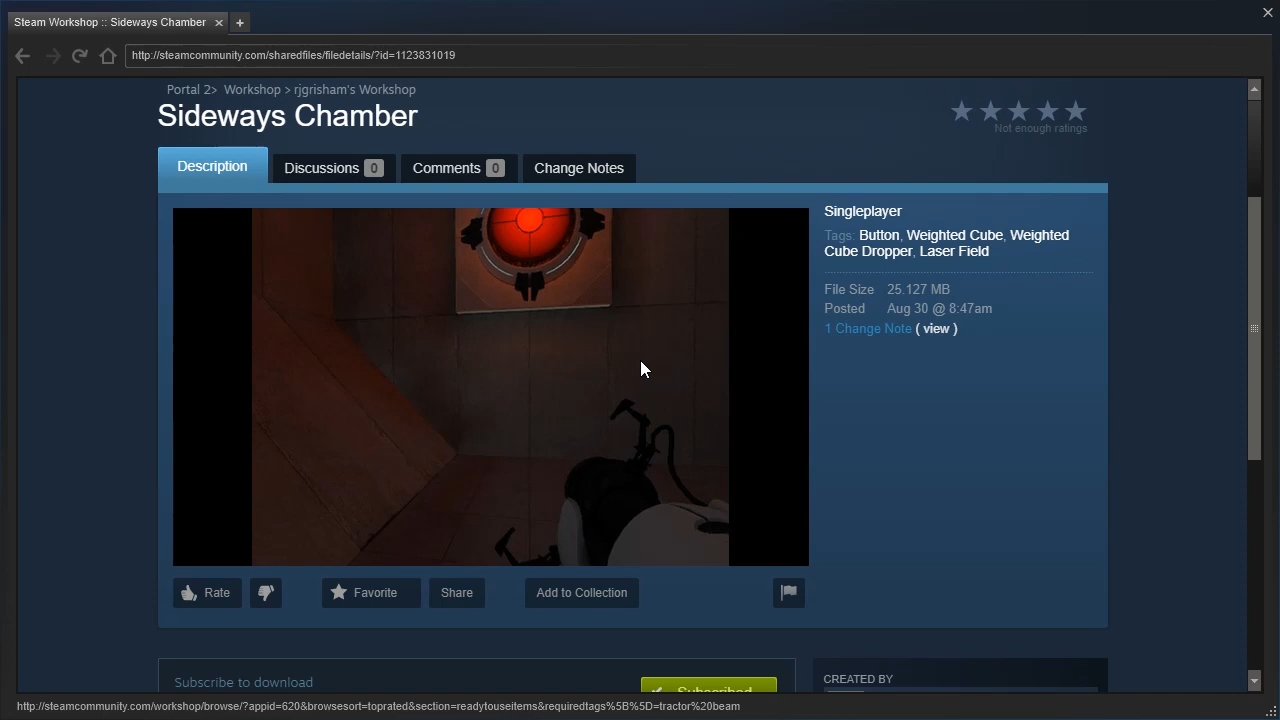 Steam Workshop :: Sideways Chamber
http://steamcommunity.com/sharedfiles/filedetails/?id=1123831019
Portal 2> Workshop > rjgrisham's Workshop
Sideways Chamber
Not enough ratings
Description
Discussions 0
Comments 0
Change Notes
Singleplayer
Tags: Button, Weighted Cube, Weighted
Cube Dropper, Laser Field
File Size 25.127 MB
Posted Aug 30 @ 8:47am
1 Change Note ( view )
Rate
Favorite
Share
Add to Collection
Subscribe to download
Subscribed
CREATED BY
http://steamcommunity.com/workshop/browse/?appid=620&browsesort=toprated&section=readytouseitems&requiredtags%5B%5D=tractor%20beam